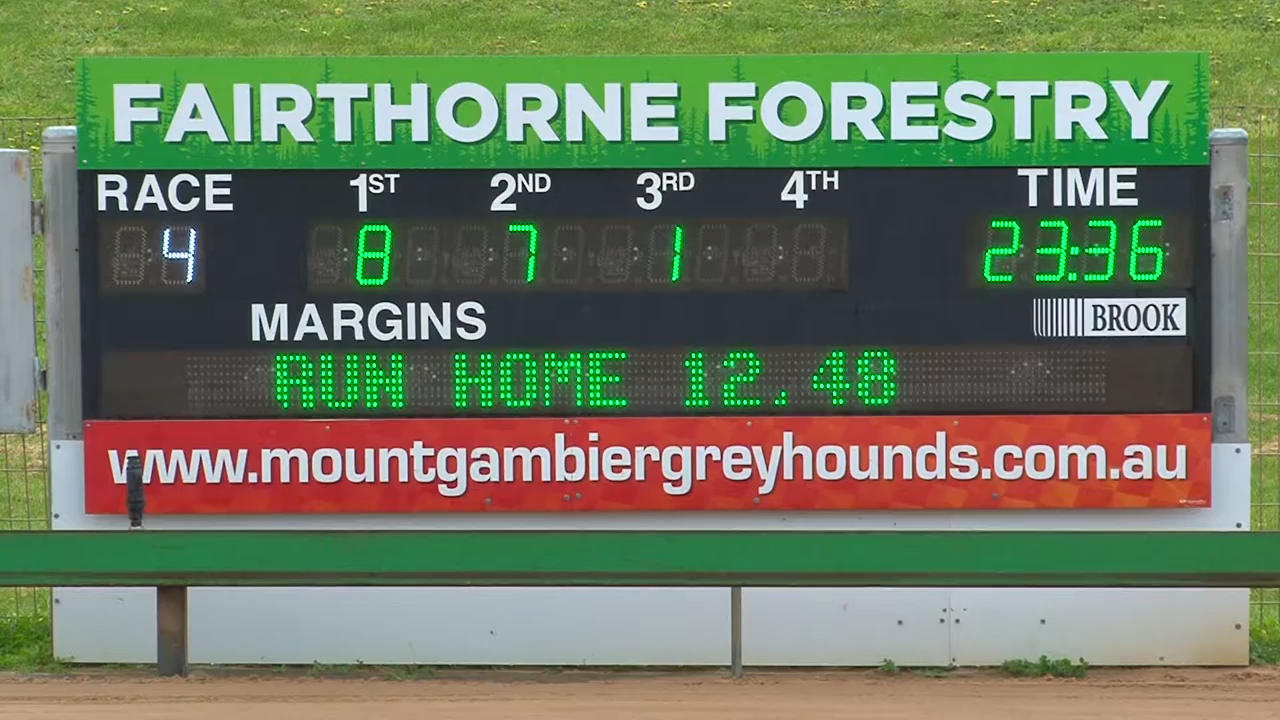 FAIRTHORNE FORESTRY
RACE 1ST 2ND 3RD 4TH TIME
4 8 7 1 23:36
MARGINS BROOK
RUN HOME 12.48
www.mountgambiergreyhounds.com.au